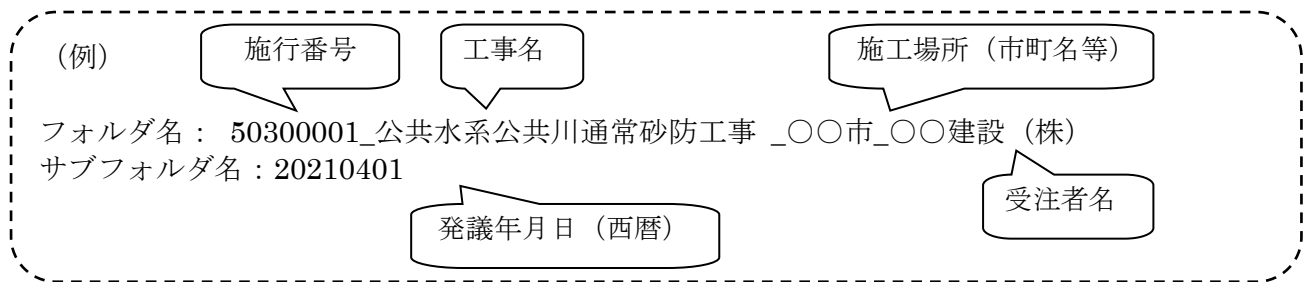 (例)
施行番号
工事名
施工場所（市町名等）
フォルダ名： 50300001_公共水系公共川通常砂防工事 _○○市_○○建設（株）
サブフォルダ名：20210401
受注者名
発議年月日（西暦）